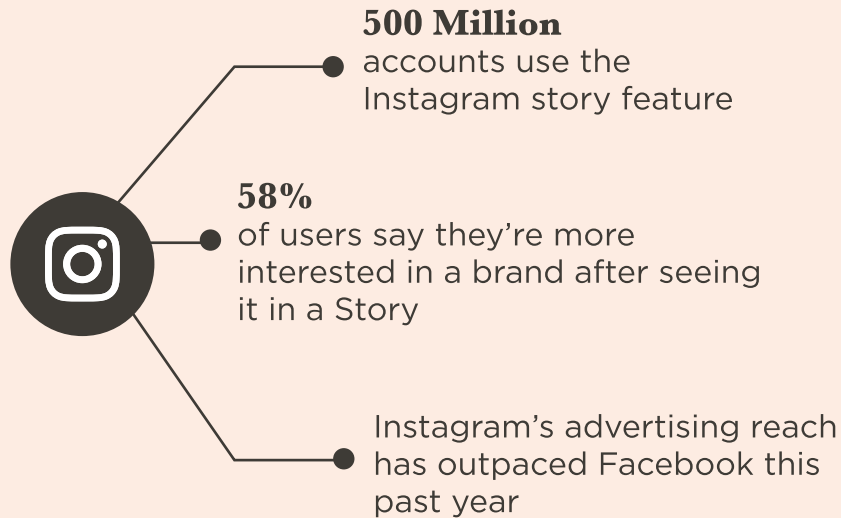 500 Million
accounts use the
Instagram story feature
58%
of users say they’re more
interested in a brand after seeing
it in a Story
Instagram’s advertising reach
has outpaced Facebook this
past year